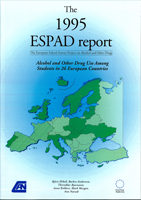 The
1995
ESPAD report
The European School Survey Project on Alcohol and Other Drugs
Alcohol and Other Drug Use Among
Students in 26 European Countries
Björn Hibell, Barbro Andersson,
Thoroddur Bjarnason,
Anna Kokkevi, Mark Morgan,
Anu Narusk